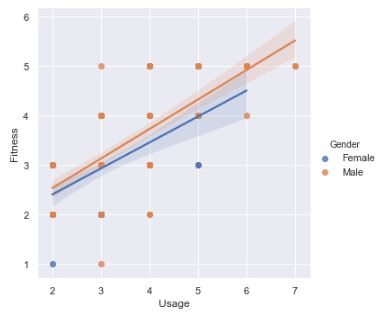 6
5
4
3
2
1
Fitness
2 3 4 5 6 7
Usage
Gender
Female
Male